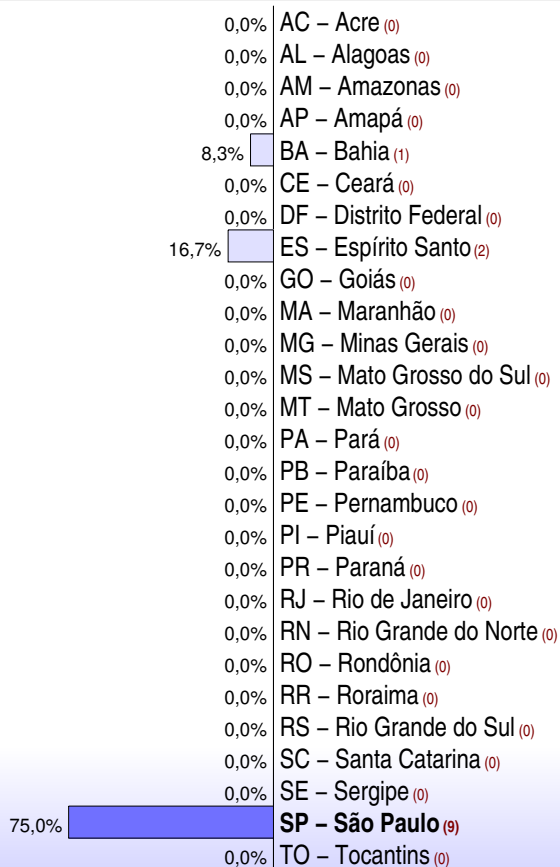 0,0% AC – Acre (0)
0,0% AL – Alagoas (0)
0,0% AM – Amazonas (0)
0,0% AP – Amapá (0)
8,3% BA – Bahia (1)
0,0% CE – Ceará (0)
0,0% DF – Distrito Federal (0)
16,7% ES – Espírito Santo (2)
0,0% GO – Goiás (0)
0,0% MA – Maranhão (0)
0,0% MG – Minas Gerais (0)
0,0% MS – Mato Grosso do Sul (0)
0,0% MT – Mato Grosso (0)
0,0% PA – Pará (0)
0,0% PB – Paraíba (0)
0,0% PE – Pernambuco (0)
0,0% PI – Piauí (0)
0,0% PR – Paraná (0)
0,0% RJ – Rio de Janeiro (0)
0,0% RN – Rio Grande do Norte (0)
0,0% RO – Rondônia (0)
0,0% RR – Roraima (0)
0,0% RS – Rio Grande do Sul (0)
0,0% SC – Santa Catarina (0)
0,0% SE – Sergipe (0)
75,0% SP – São Paulo (9)
0,0% TO – Tocantins (0)